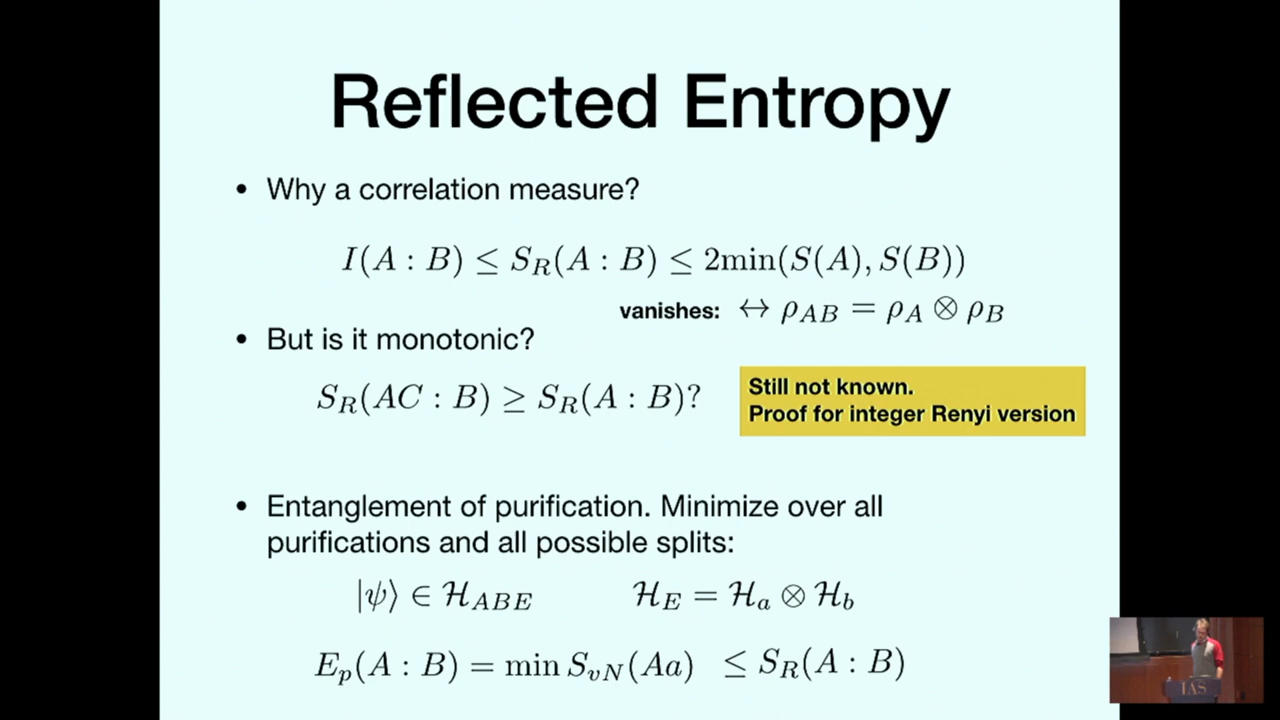 Reflected Entropy
• Why a correlation measure?
I(A : B) ≤ S_R(A : B) ≤ 2min(S(A), S(B))
vanishes: ↔ ρ_AB = ρ_A ⊗ ρ_B
• But is it monotonic?
S_R(AC : B) ≥ S_R(A : B)?
Still not known.
Proof for integer Renyi version
• Entanglement of purification. Minimize over all
purifications and all possible splits:
|ψ⟩ ∈ ℋ_ABE ℋ_E = ℋ_a ⊗ ℋ_b
E_p(A : B) = min S_vN(Aa) ≤ S_R(A : B)
IAS